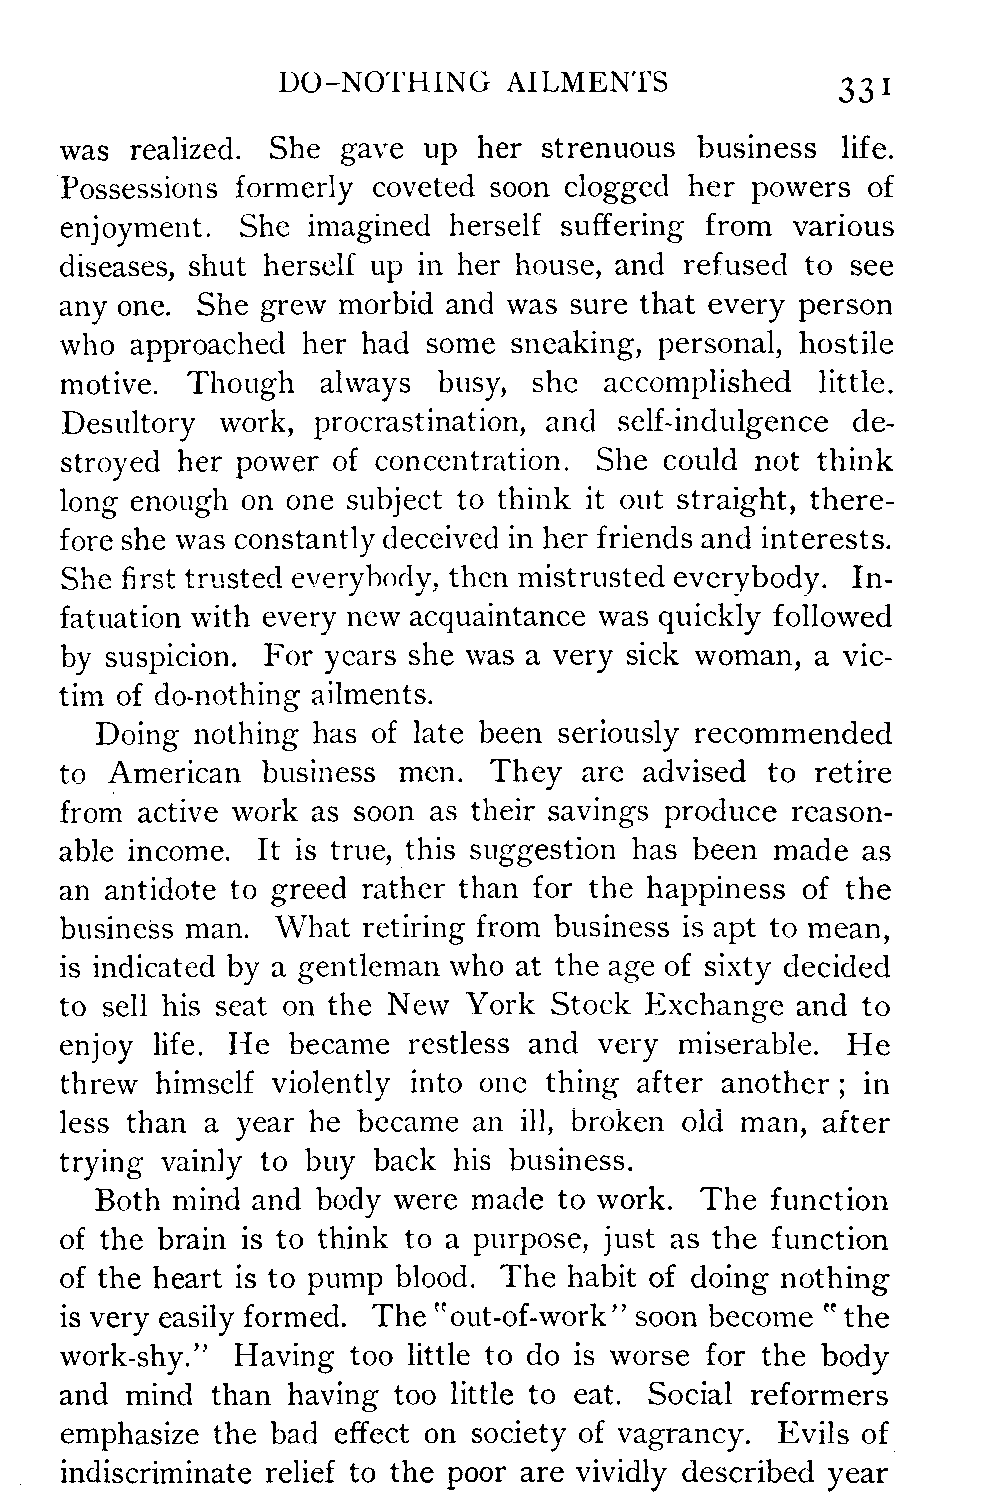 DO-NOTHING AILMENTS 331
was realized. She gave up her strenuous business life.
Possessions formerly coveted soon clogged her powers of
enjoyment. She imagined herself suffering from various
diseases, shut herself up in her house, and refused to see
any one. She grew morbid and was sure that every person
who approached her had some sneaking, personal, hostile
motive. Though always busy, she accomplished little.
Desultory work, procrastination, and self-indulgence de-
stroyed her power of concentration. She could not think
long enough on one subject to think it out straight, there-
fore she was constantly deceived in her friends and interests.
She first trusted everybody, then mistrusted everybody. In-
fatuation with every new acquaintance was quickly followed
by suspicion. For years she was a very sick woman, a vic-
tim of do-nothing ailments.
Doing nothing has of late been seriously recommended
to American business men. They are advised to retire
from active work as soon as their savings produce reason-
able income. It is true, this suggestion has been made as
an antidote to greed rather than for the happiness of the
business man. What retiring from business is apt to mean,
is indicated by a gentleman who at the age of sixty decided
to sell his seat on the New York Stock Exchange and to
enjoy life. He became restless and very miserable. He
threw himself violently into one thing after another; in
less than a year he became an ill, broken old man, after
trying vainly to buy back his business.
Both mind and body were made to work. The function
of the brain is to think to a purpose, just as the function
of the heart is to pump blood. The habit of doing nothing
is very easily formed. The "out-of-work" soon become "the
work-shy." Having too little to do is worse for the body
and mind than having too little to eat. Social reformers
emphasize the bad effect on society of vagrancy. Evils of
indiscriminate relief to the poor are vividly described year